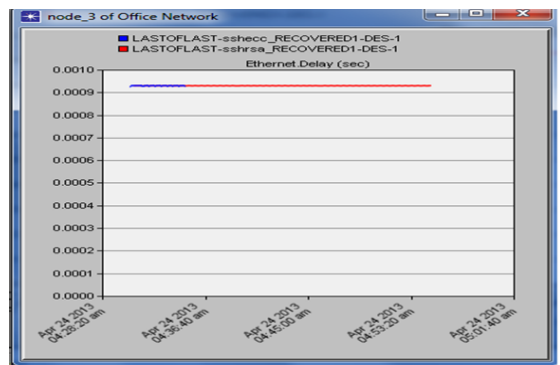 node_3 of Office Network
LASTOFLAST-sshecc_RECOVERED1-DES-1
LASTOFLAST-sshrsa_RECOVERED1-DES-1
Ethernet.Delay (sec)
0.0010
0.0009
0.0008
0.0007
0.0006
0.0005
0.0004
0.0003
0.0002
0.0001
0.0000
Apr 24 2013
04:28:20 am
Apr 24 2013
04:36:40 am
Apr 24 2013
04:45:00 am
Apr 24 2013
04:53:20 am
Apr 24 2013
05:01:40 am